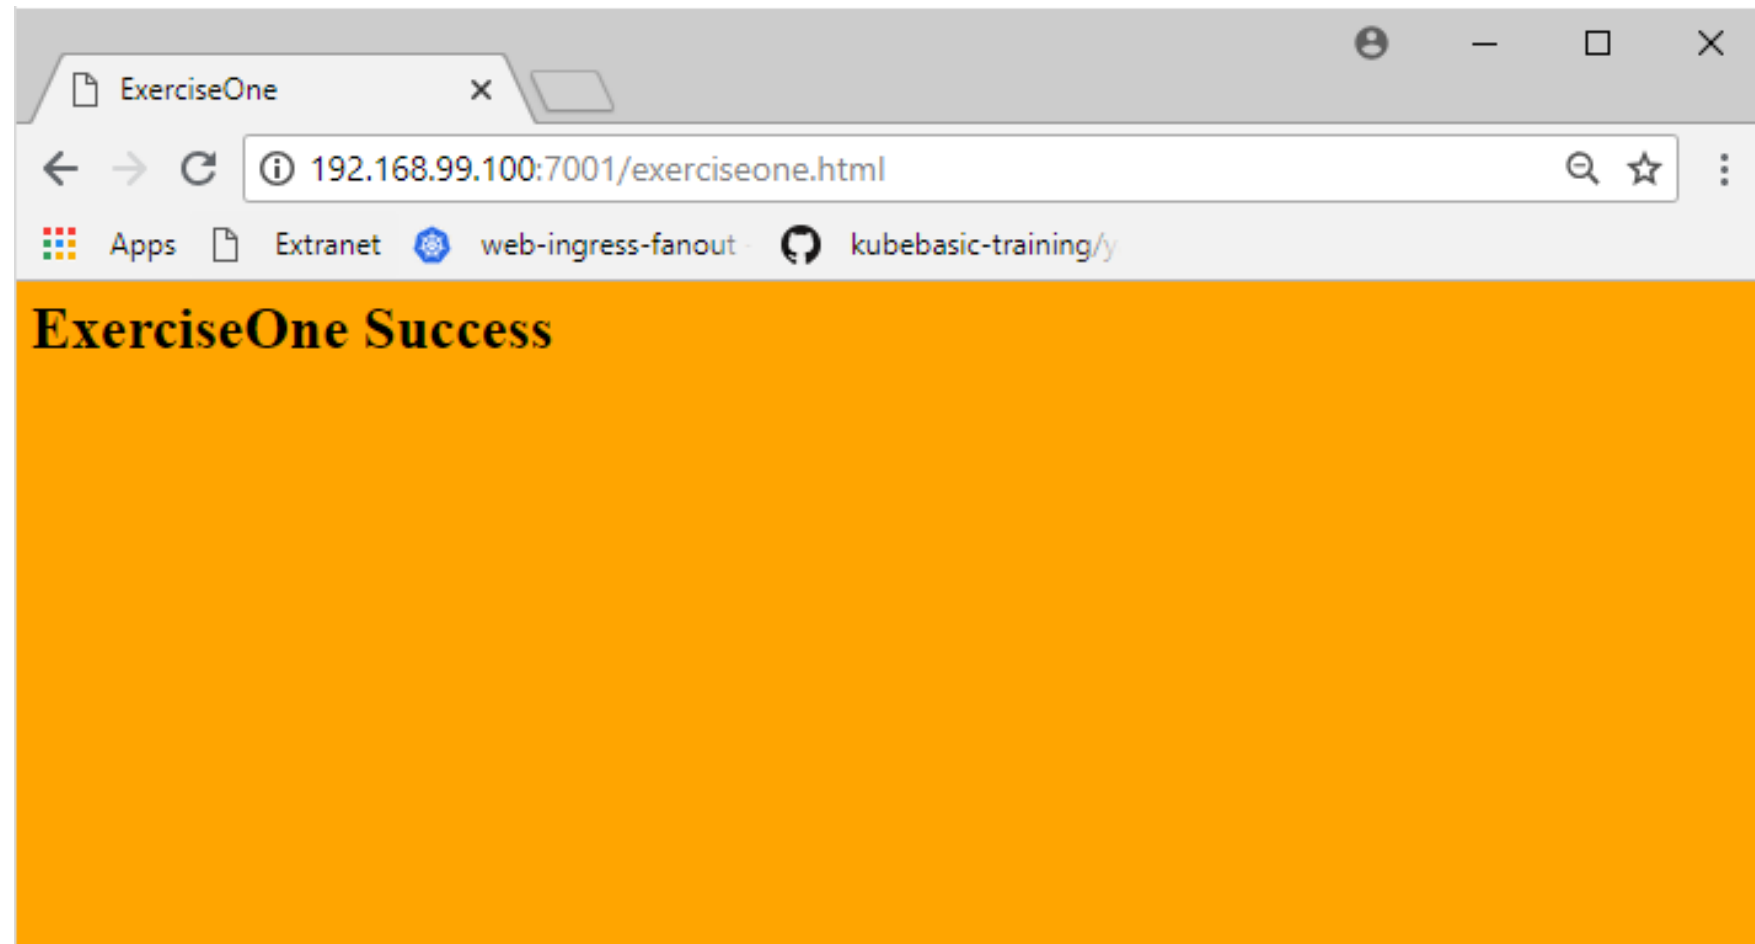 ExerciseOne
192.168.99.100:7001/exerciseone.html
Apps Extranet web-ingress-fanout - kubebasic-training/y
ExerciseOne Success